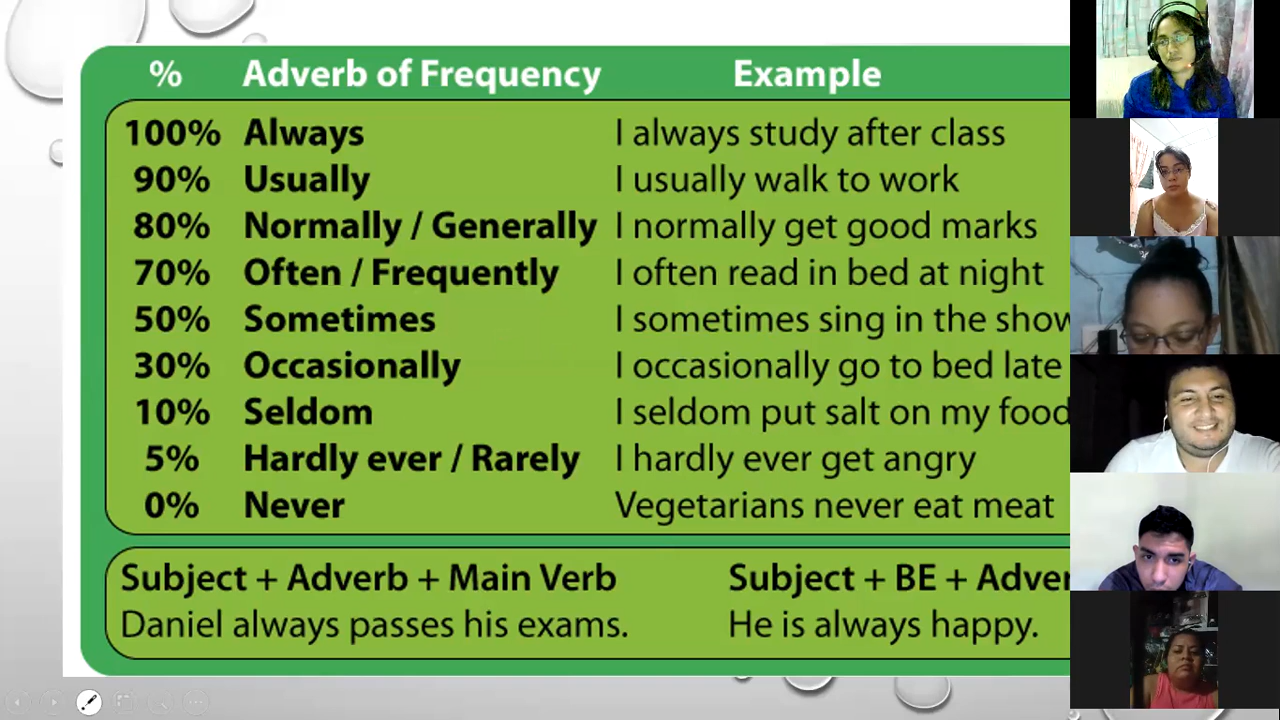 % Adverb of Frequency Example
100% Always I always study after class
90% Usually I usually walk to work
80% Normally / Generally I normally get good marks
70% Often / Frequently I often read in bed at night
50% Sometimes I sometimes sing in the show
30% Occasionally I occasionally go to bed late
10% Seldom I seldom put salt on my food
5% Hardly ever / Rarely I hardly ever get angry
0% Never Vegetarians never eat meat
Subject + Adverb + Main Verb Subject + BE + Adver
Daniel always passes his exams. He is always happy.